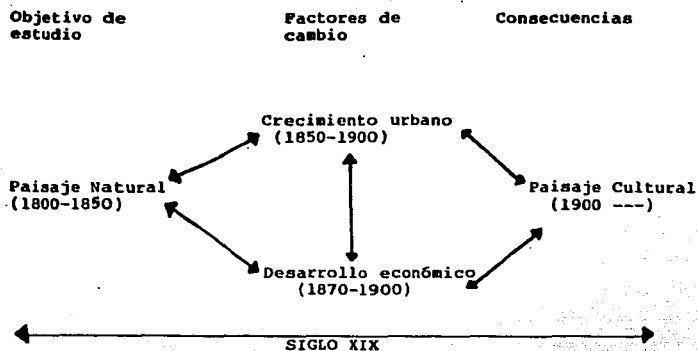 Objetivo de
estudio
Factores de
cambio
Consecuencias
Crecimiento urbano
(1850-1900)
Paisaje Natural
(1800-1850)
Paisaje Cultural
(1900 ---)
Desarrollo económico
(1870-1900)
SIGLO XIX